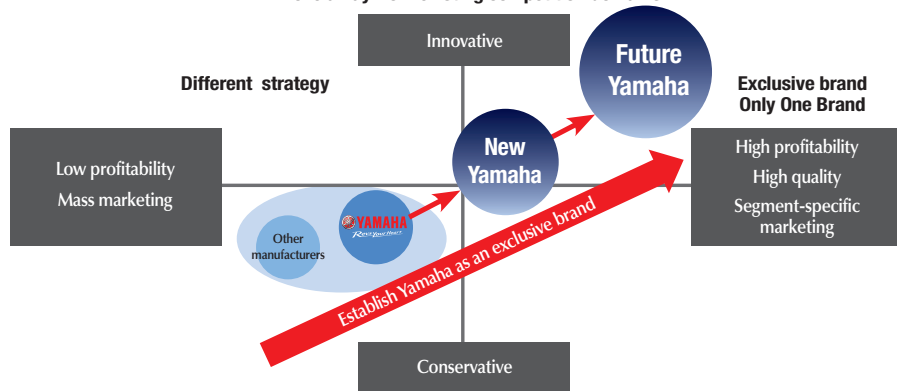 Innovative
Different strategy
Future
Yamaha
Exclusive brand
Only One Brand
Low profitability
Mass marketing
New
Yamaha
High profitability
High quality
Segment-specific
marketing
YAMAHA
Revs Your Heart
Other
manufacturers
Establish Yamaha as an exclusive brand
Conservative